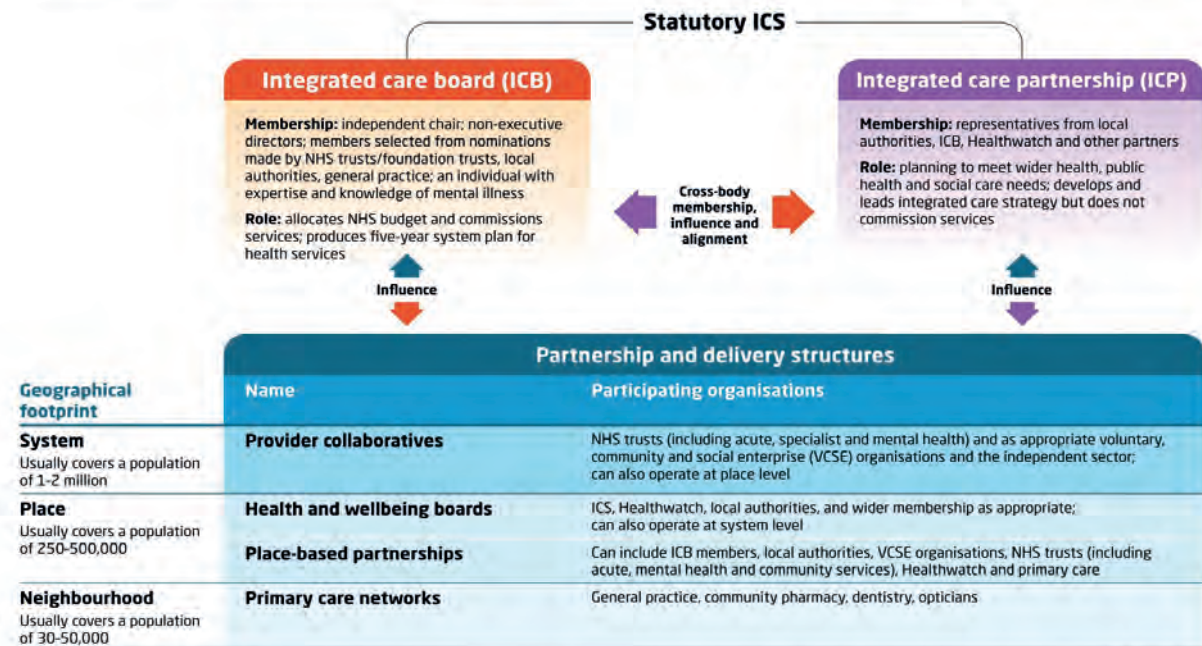 Statutory ICS
Integrated care board (ICB)
Membership: independent chair; non-executive
directors; members selected from nominations
made by NHS trusts/foundation trusts, local
authorities, general practice; an individual with
expertise and knowledge of mental illness
Role: allocates NHS budget and commissions
services; produces five-year system plan for
health services
Cross-body
membership,
influence and
alignment
Integrated care partnership (ICP)
Membership: representatives from local
authorities, ICB, Healthwatch and other partners
Role: planning to meet wider health, public
health and social care needs; develops and
leads integrated care strategy but does not
commission services
Influence
Influence
Partnership and delivery structures
Geographical
footprint
Name
Participating organisations
System
Usually covers a population
of 1-2 million
Provider collaboratives
NHS trusts (including acute, specialist and mental health) and as appropriate voluntary,
community and social enterprise (VCSE) organisations and the independent sector;
can also operate at place level
Place
Usually covers a population
of 250-500,000
Health and wellbeing boards
ICS, Healthwatch, local authorities, and wider membership as appropriate;
can also operate at system level
Place-based partnerships
Can include ICB members, local authorities, VCSE organisations, NHS trusts (including
acute, mental health and community services), Healthwatch and primary care
Neighbourhood
Usually covers a population
of 30-50,000
Primary care networks
General practice, community pharmacy, dentistry, opticians